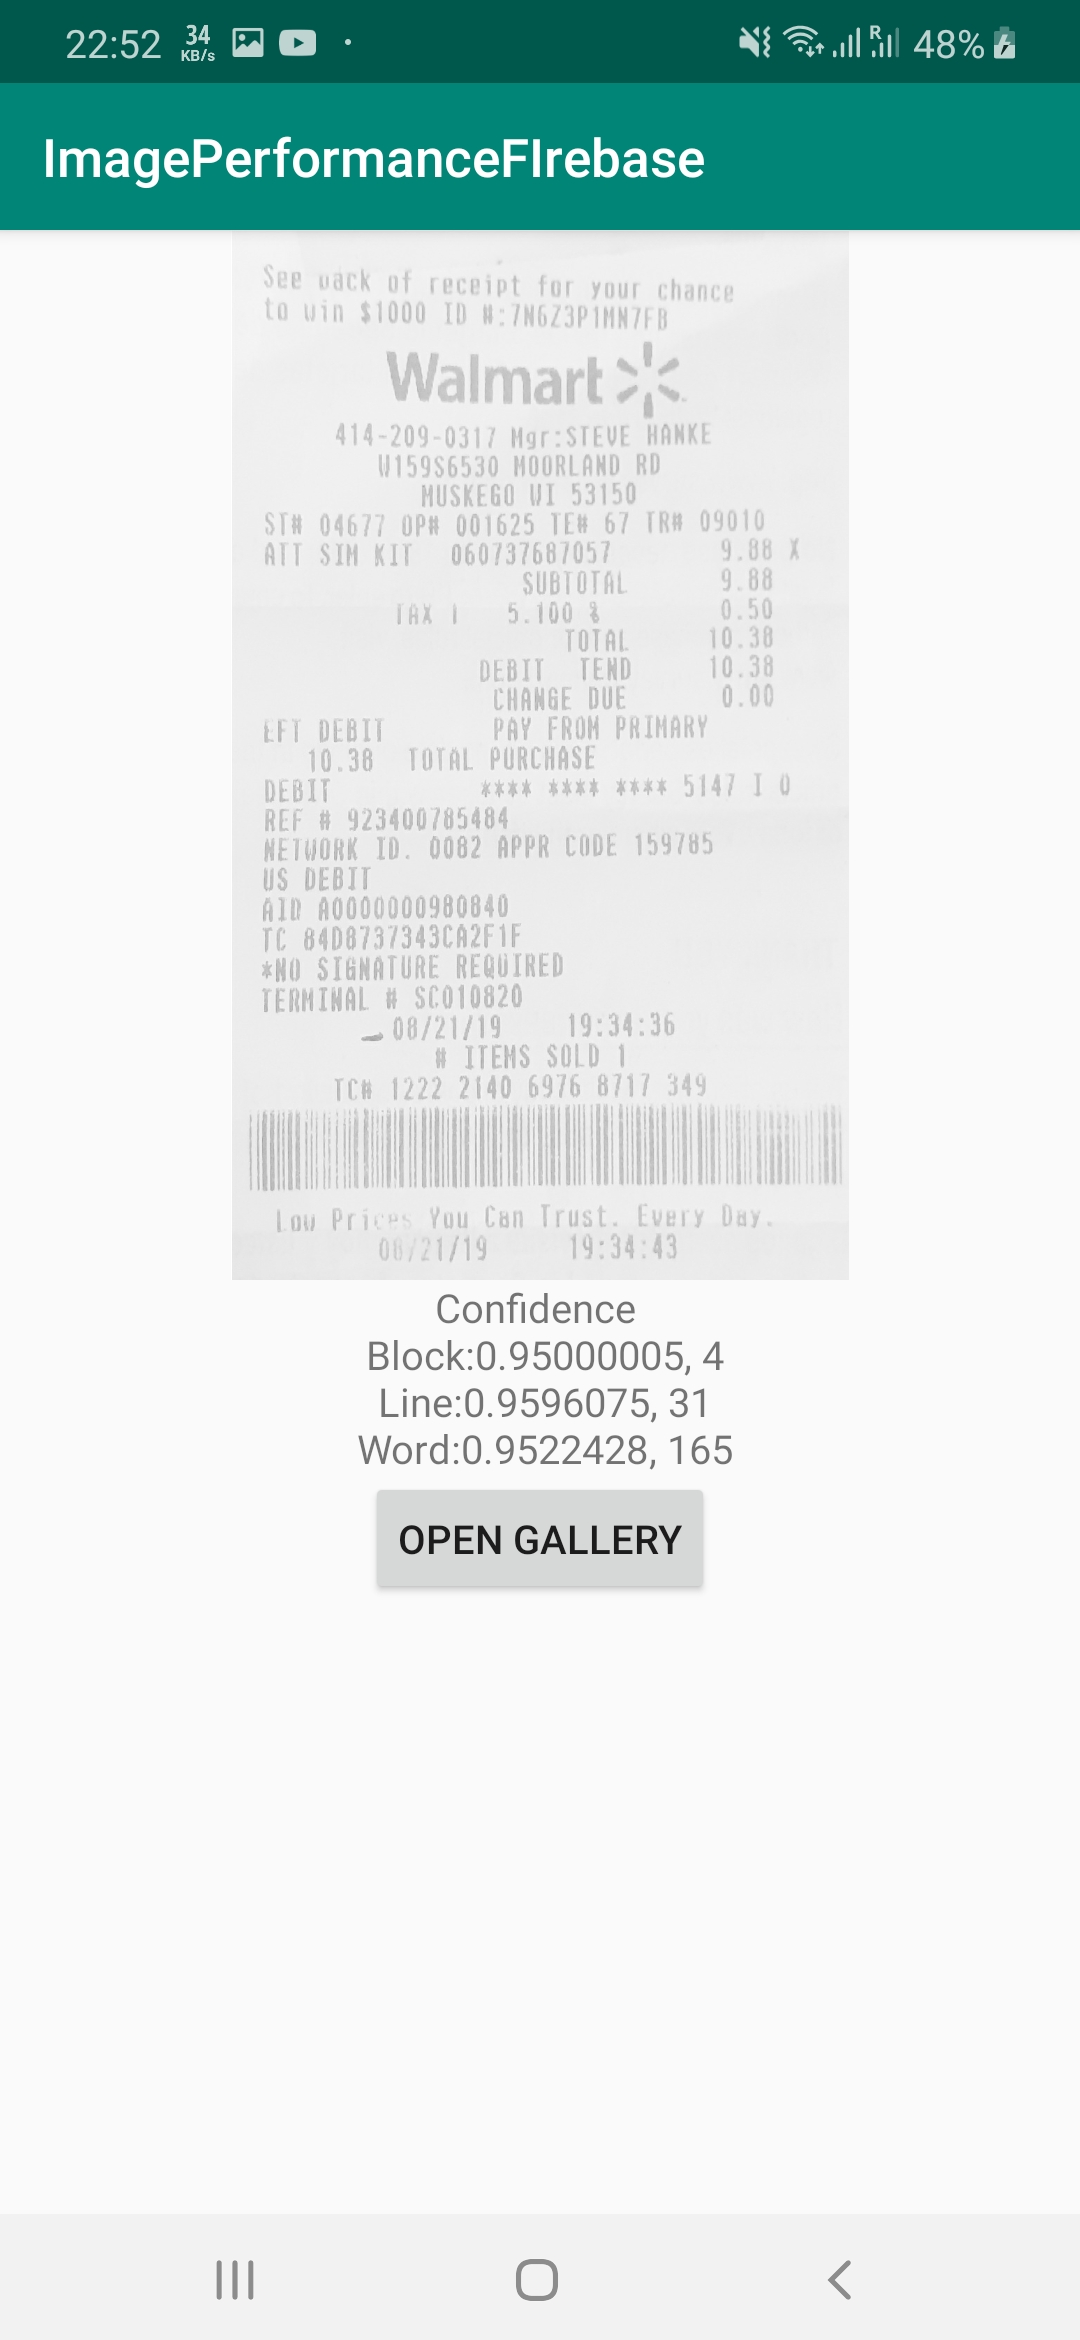 22:52 34 KB/s 48%
ImagePerformanceFIrebase
See back of receipt for your chance
to win $1000 ID #:7N6Z3P1MN7FB
Walmart
414-209-0317 Mgr:STEVE HANKE
W159S6530 MOORLAND RD
MUSKEGO WI 53150
ST# 04677 OP# 001625 TE# 67 TR# 09010
ATT SIM KIT 060737687057 9.88 X
SUBTOTAL 9.88
TAX 1 5.100 % 0.50
TOTAL 10.38
DEBIT TEND 10.38
CHANGE DUE 0.00
EFT DEBIT PAY FROM PRIMARY
10.38 TOTAL PURCHASE
DEBIT **** **** **** 5147 I 0
REF # 923400785484
NETWORK ID. 0082 APPR CODE 159785
US DEBIT
AID A0000000980840
TC 84D8737343CA2F1F
*NO SIGNATURE REQUIRED
TERMINAL # SC010820
08/21/19 19:34:36
# ITEMS SOLD 1
TC# 1222 2140 6976 8717 349
Low Prices You Can Trust. Every Day.
08/21/19 19:34:43
Confidence
Block:0.95000005, 4
Line:0.9596075, 31
Word:0.9522428, 165
OPEN GALLERY